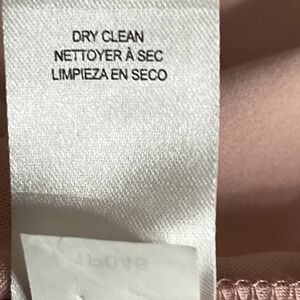 DRY CLEAN
NETTOYER À SEC
LIMPIEZA EN SECO